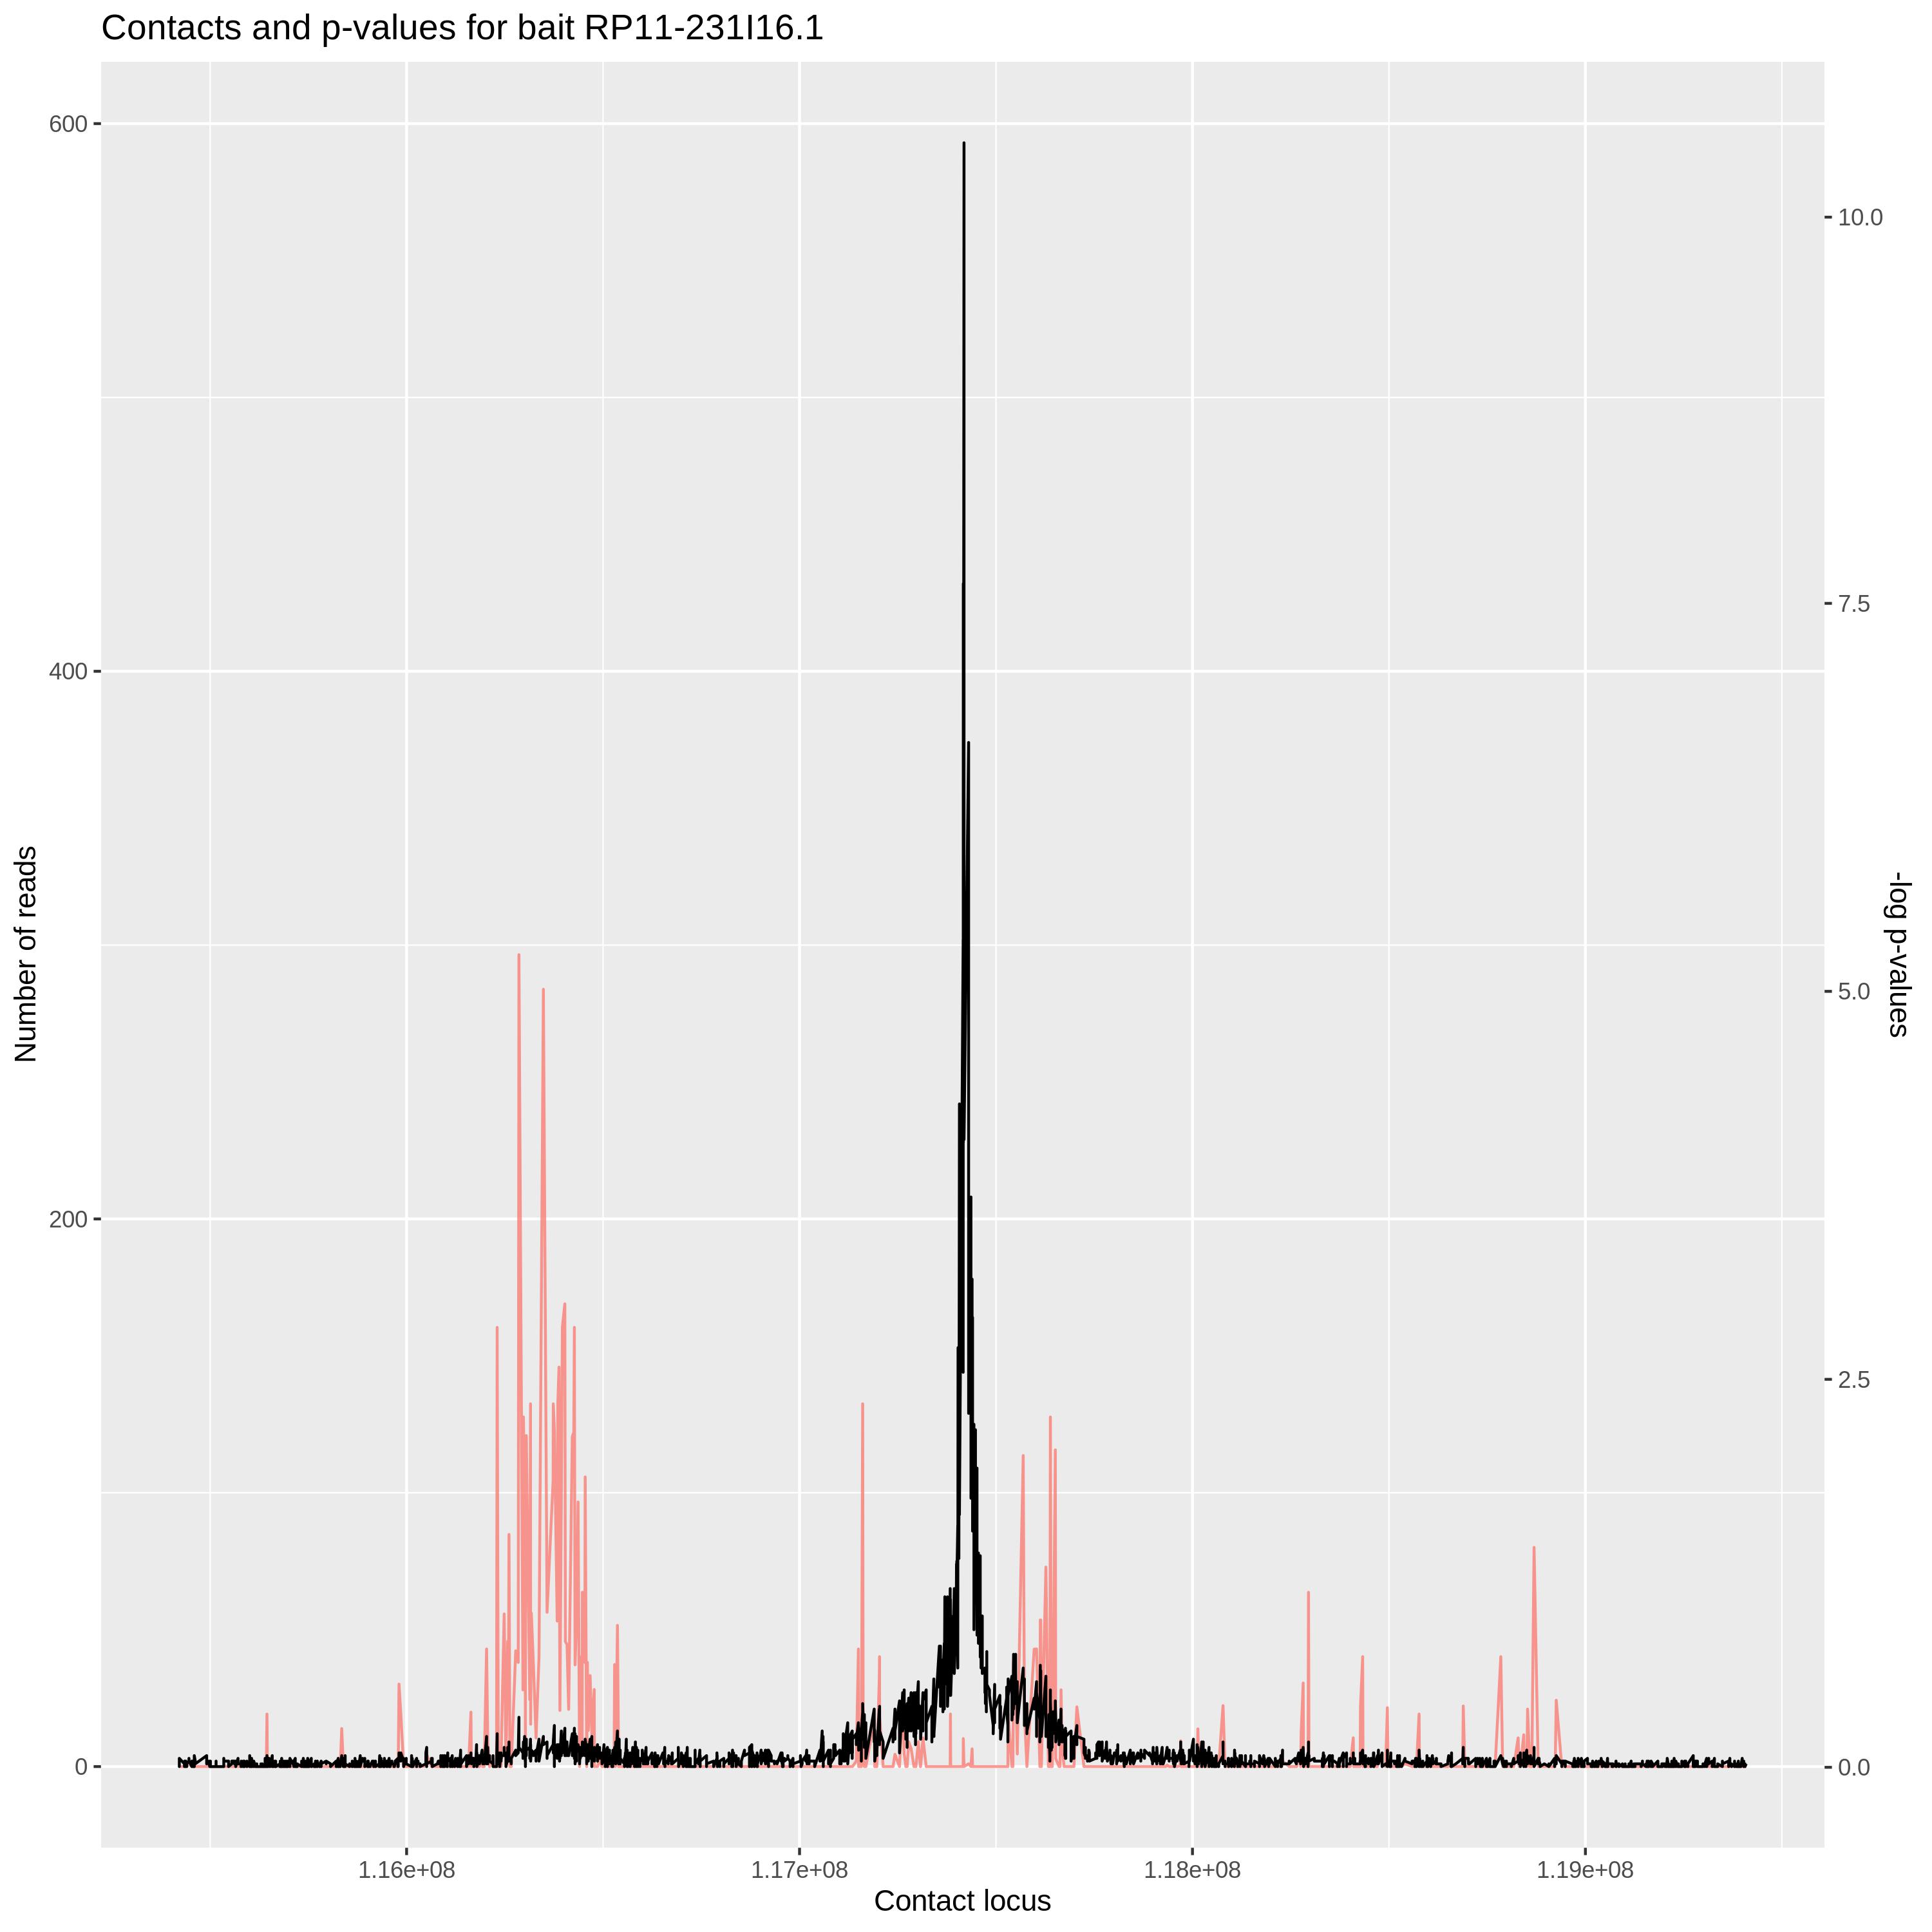 Contacts and p-values for bait RP11-231I16.1
600
400
200
0
Number of reads
10.0
7.5
5.0
2.5
0.0
-log p-values
1.16e+08
1.17e+08
1.18e+08
1.19e+08
Contact locus